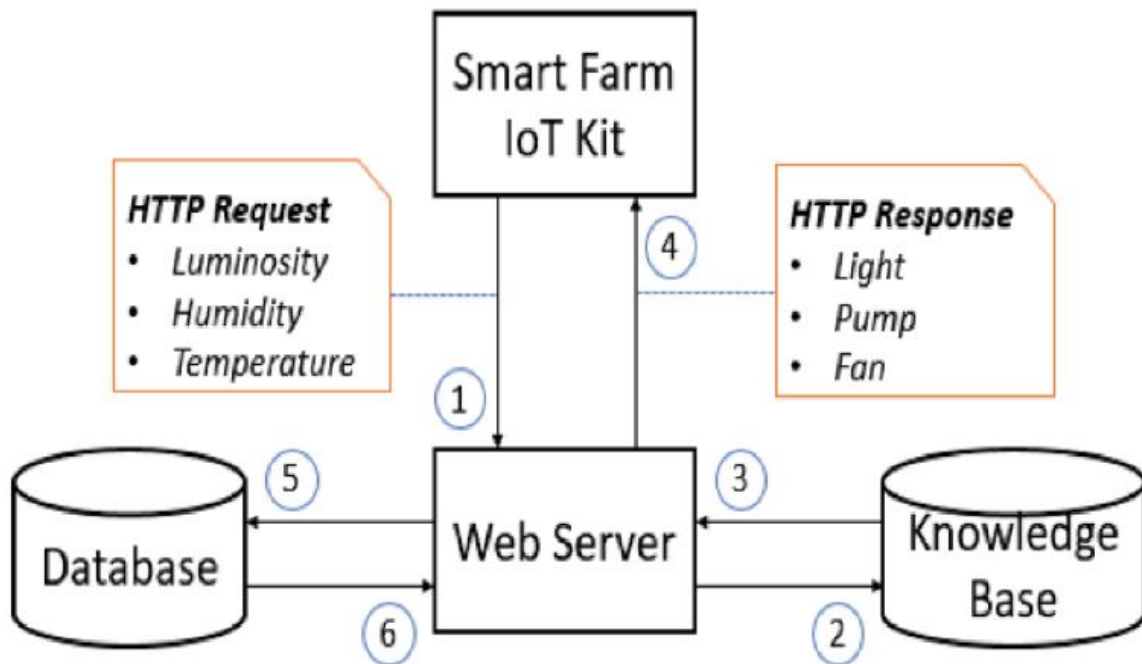 Smart Farm
IoT Kit
HTTP Request
• Luminosity
• Humidity
• Temperature
HTTP Response
• Light
• Pump
• Fan
4
1
5
3
Database
Web Server
Knowledge
Base
6
2